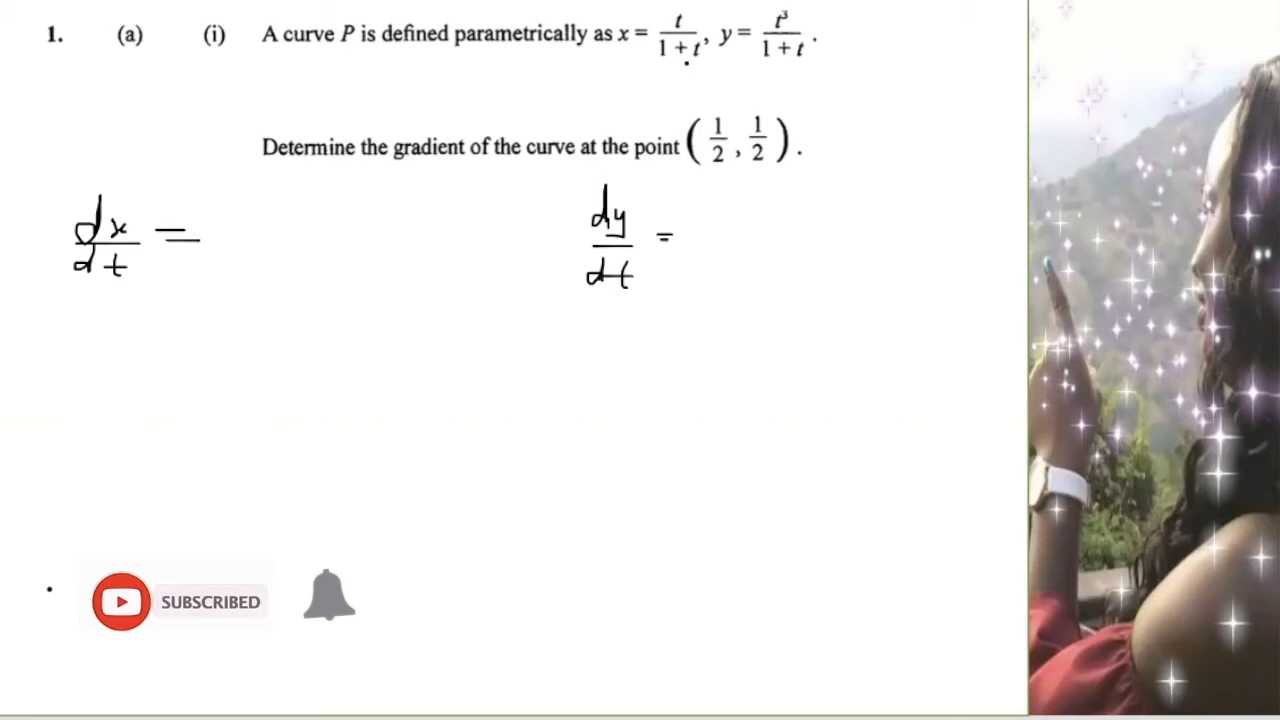 1. (a) (i) A curve P is defined parametrically as x = t/(1 + t), y = t³/(1 + t).
Determine the gradient of the curve at the point (1/2, 1/2).
dx/dt = dy/dt =
SUBSCRIBED